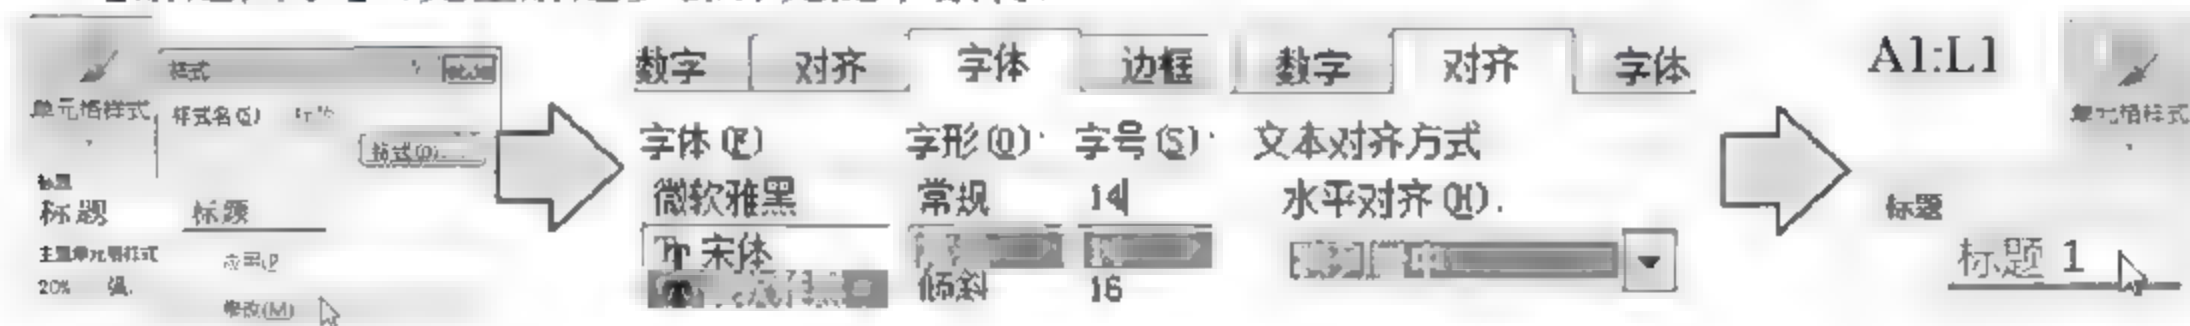 单元格样式
样式
样式名(S)
格式(O)...
标题
标题 标题
主题单元格样式
20%
修改(M)
数字 对齐 字体 边框
字体(F) 字形(O) 字号(S)
微软雅黑 常规 14
宋体
倾斜 16
数字 对齐 字体
文本对齐方式
水平对齐(H).
A1:L1
单元格样式
标题
标题 1